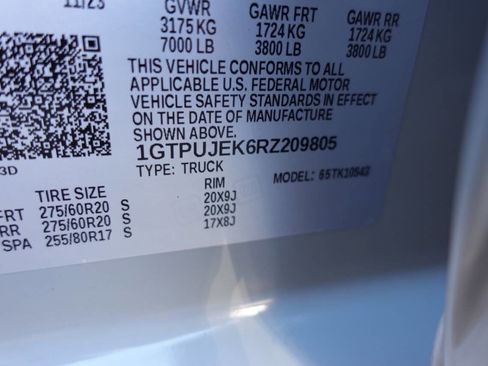 11/23 GVWR GAWR FRT GAWR RR
3175 KG 1724 KG 1724 KG
7000 LB 3800 LB 3800 LB
THIS VEHICLE CONFORMS TO ALL
APPLICABLE U.S. FEDERAL MOTOR
VEHICLE SAFETY STANDARDS IN EFFECT
ON THE DATE OF MANUFACTURE
SHOWN ABOVE.
1GTPUJEK6RZ209805
3D TYPE: TRUCK MODEL: 65TK10543
TIRE SIZE RIM
FRT 275/60R20 S 20X9J
RR 275/60R20 S 20X9J
SPA 255/80R17 S 17X8J